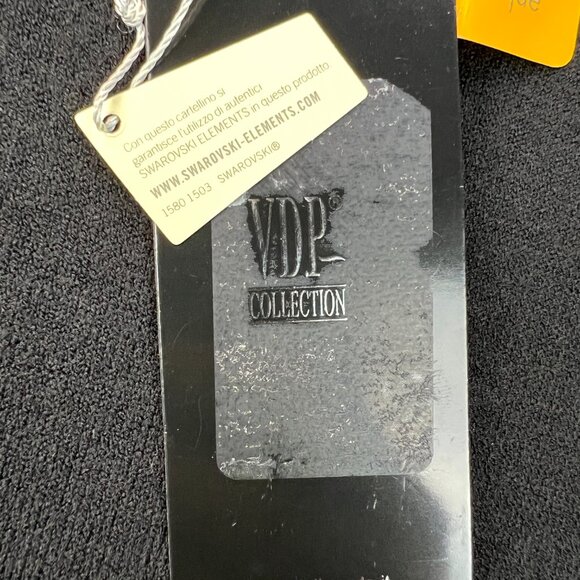 Con questo cartellino si
garantisce l'utilizzo di autentici
SWAROVSKI ELEMENTS in questo prodotto
WWW.SWAROVSKI-ELEMENTS.COM
1580 1503 SWAROVSKI®
VDP®
COLLECTION